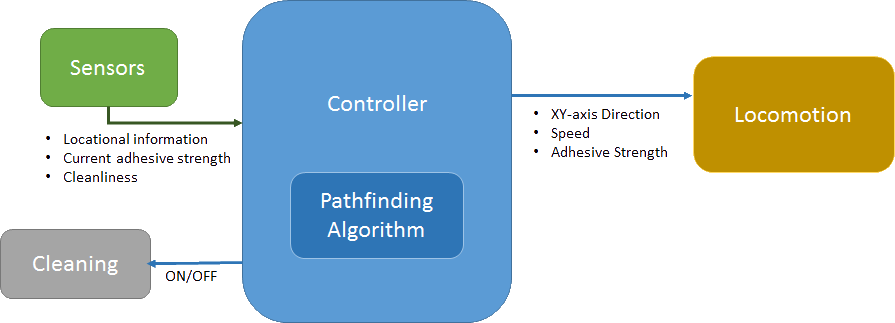 Sensors
• Locational information
• Current adhesive strength
• Cleanliness
Controller
Pathfinding
Algorithm
• XY-axis Direction
• Speed
• Adhesive Strength
Locomotion
Cleaning
ON/OFF